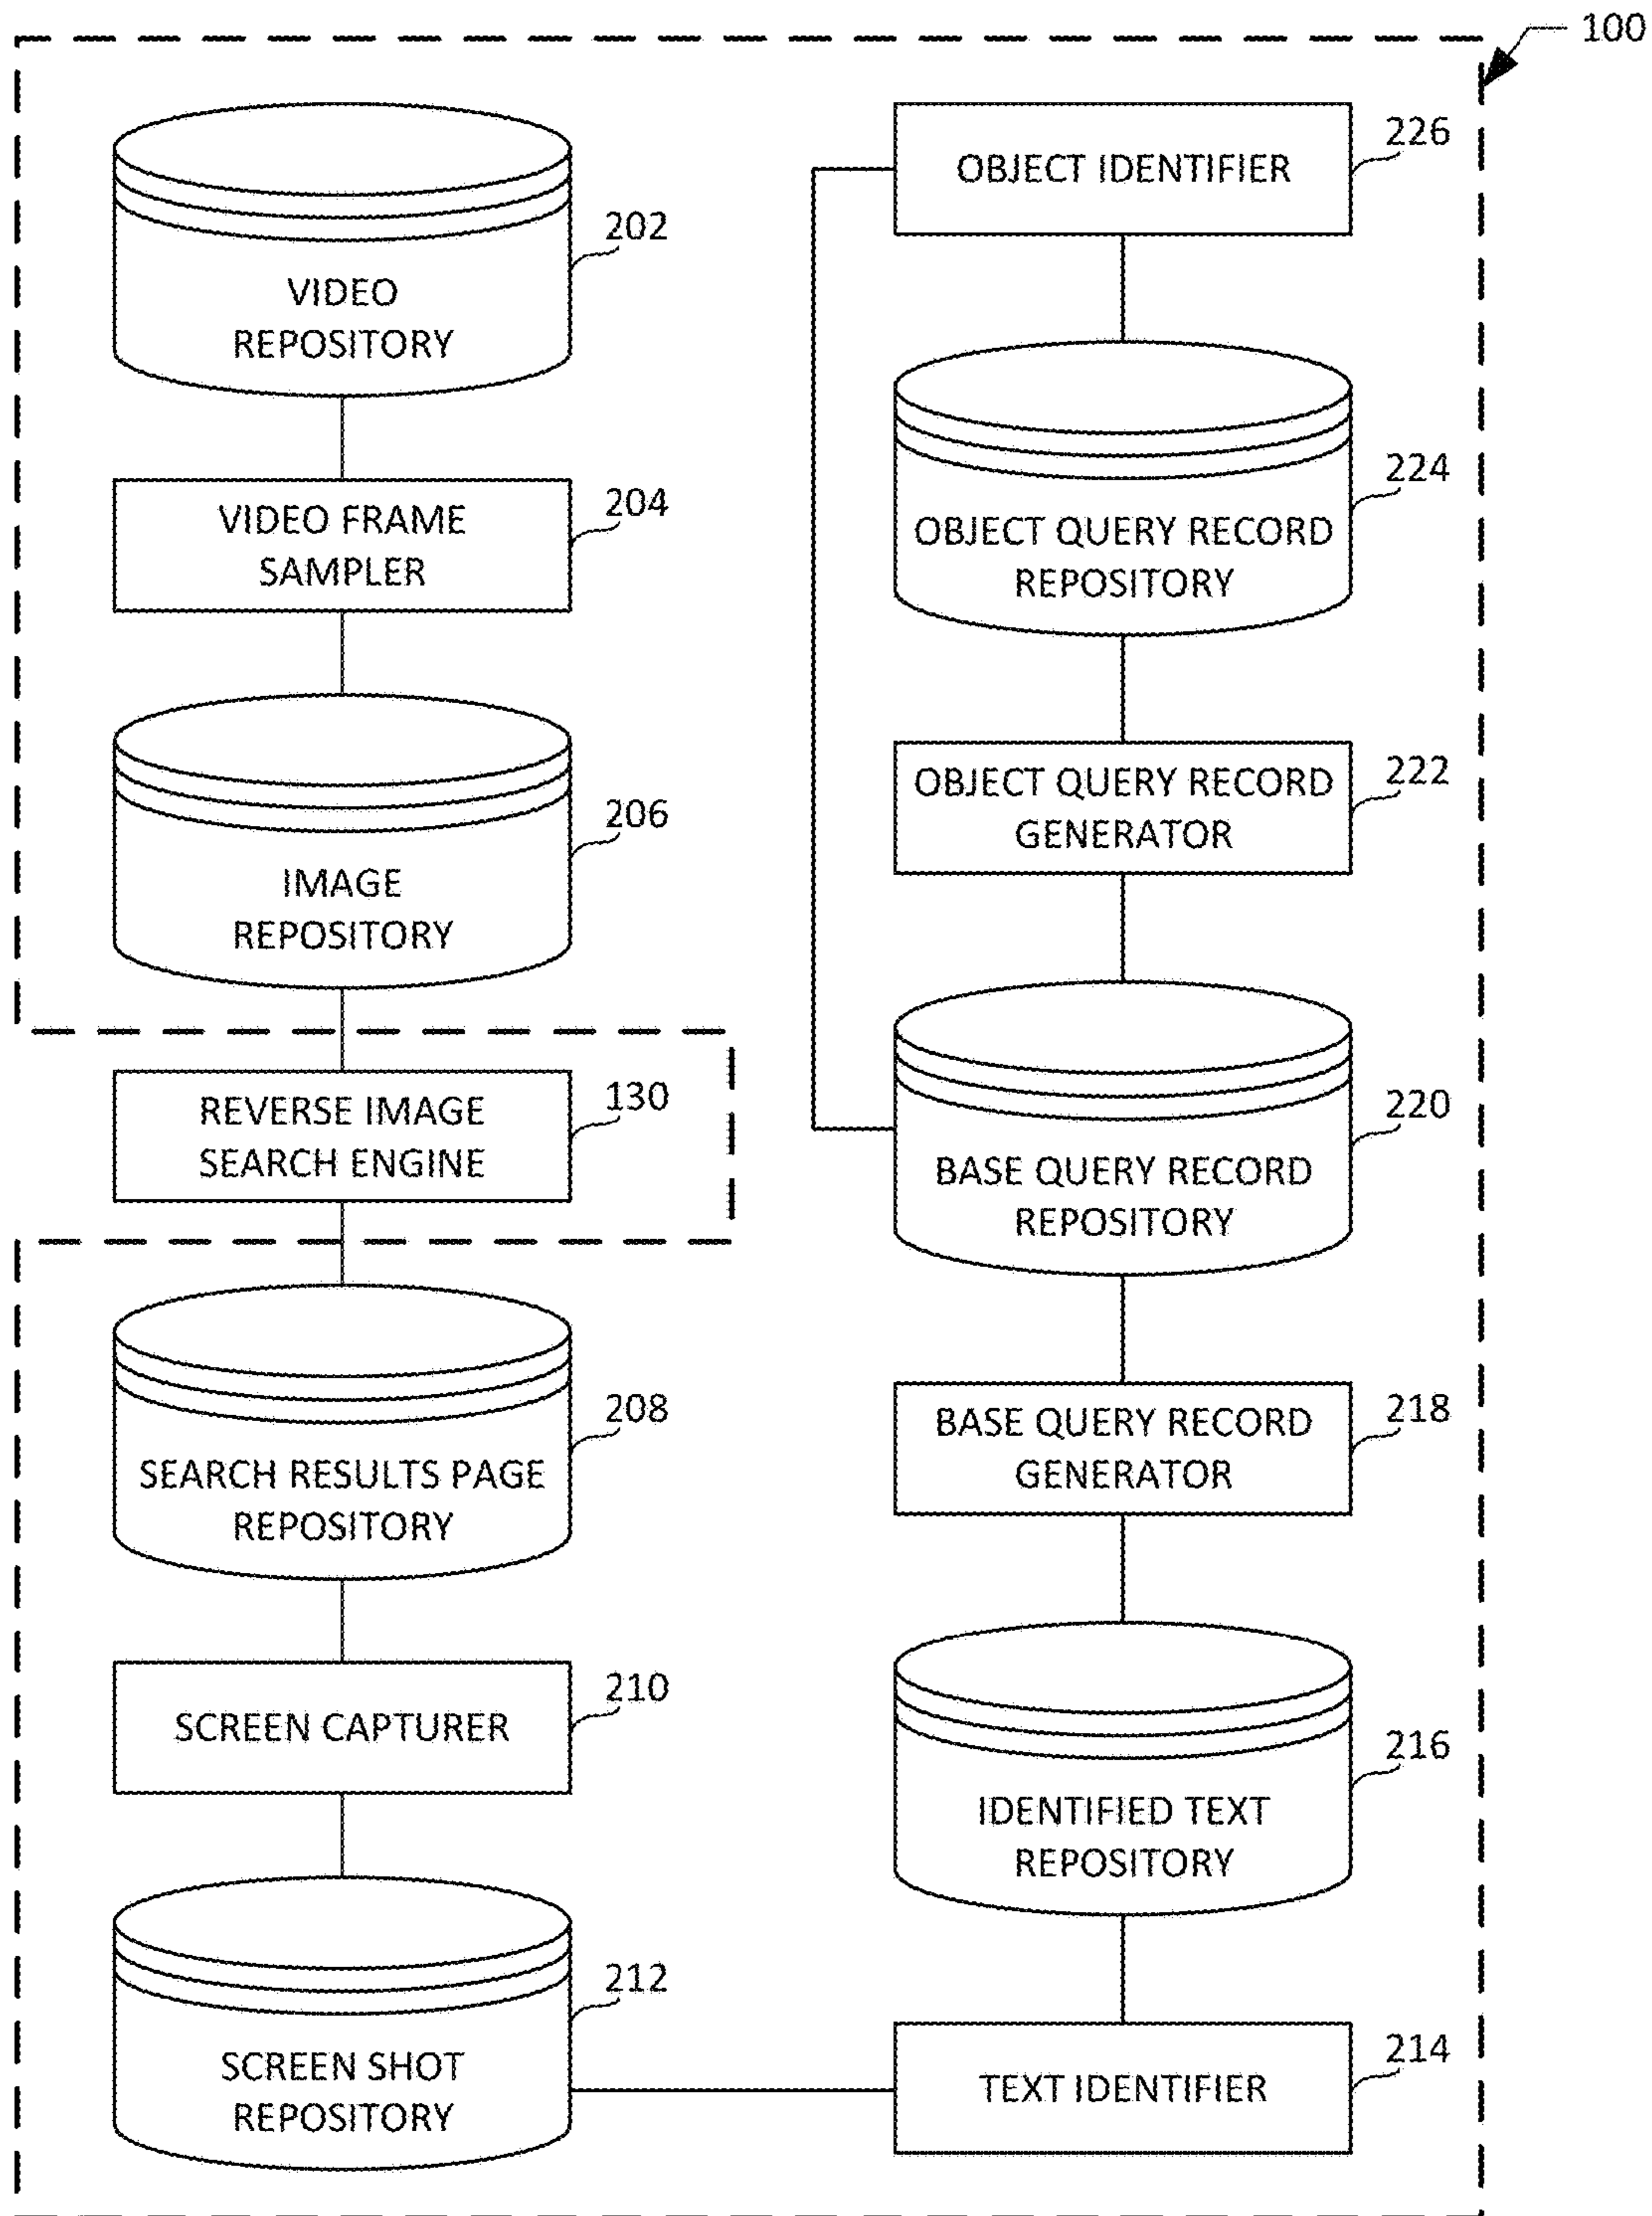 100
VIDEO
REPOSITORY
202
VIDEO FRAME
SAMPLER
204
IMAGE
REPOSITORY
206
REVERSE IMAGE
SEARCH ENGINE
130
SEARCH RESULTS PAGE
REPOSITORY
208
SCREEN CAPTURER
210
SCREEN SHOT
REPOSITORY
212
OBJECT IDENTIFIER
226
OBJECT QUERY RECORD
REPOSITORY
224
OBJECT QUERY RECORD
GENERATOR
222
BASE QUERY RECORD
REPOSITORY
220
BASE QUERY RECORD
GENERATOR
218
IDENTIFIED TEXT
REPOSITORY
216
TEXT IDENTIFIER
214